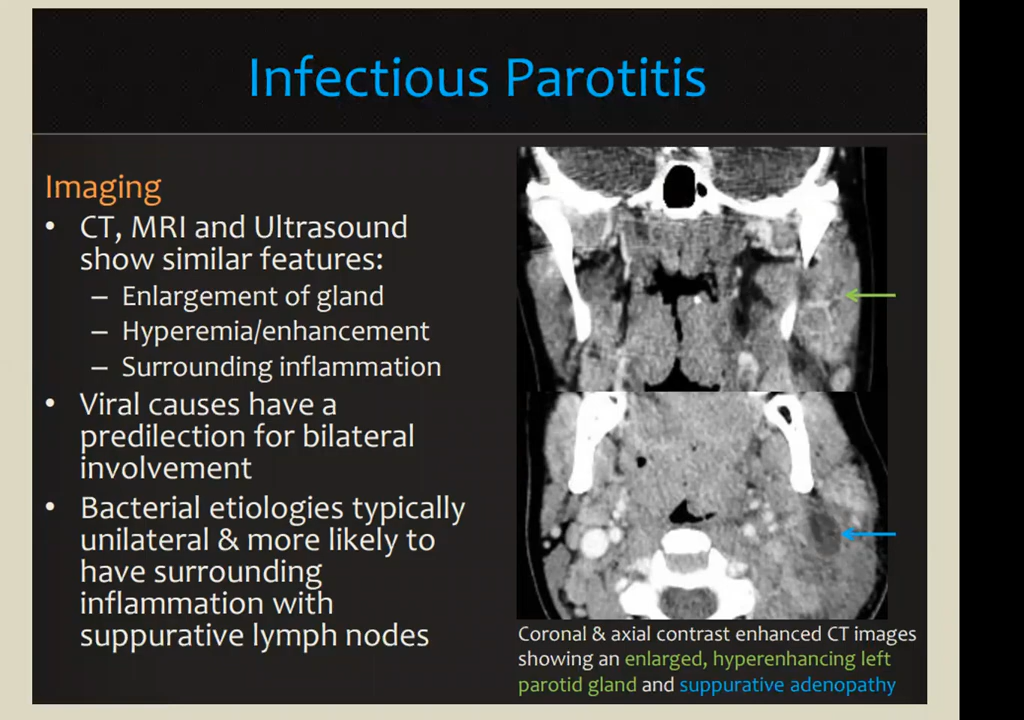 Infectious Parotitis
Imaging
• CT, MRI and Ultrasound
show similar features:
– Enlargement of gland
– Hyperemia/enhancement
– Surrounding inflammation
• Viral causes have a
predilection for bilateral
involvement
• Bacterial etiologies typically
unilateral & more likely to
have surrounding
inflammation with
suppurative lymph nodes
Coronal & axial contrast enhanced CT images
showing an enlarged, hyperenhancing left
parotid gland and suppurative adenopathy